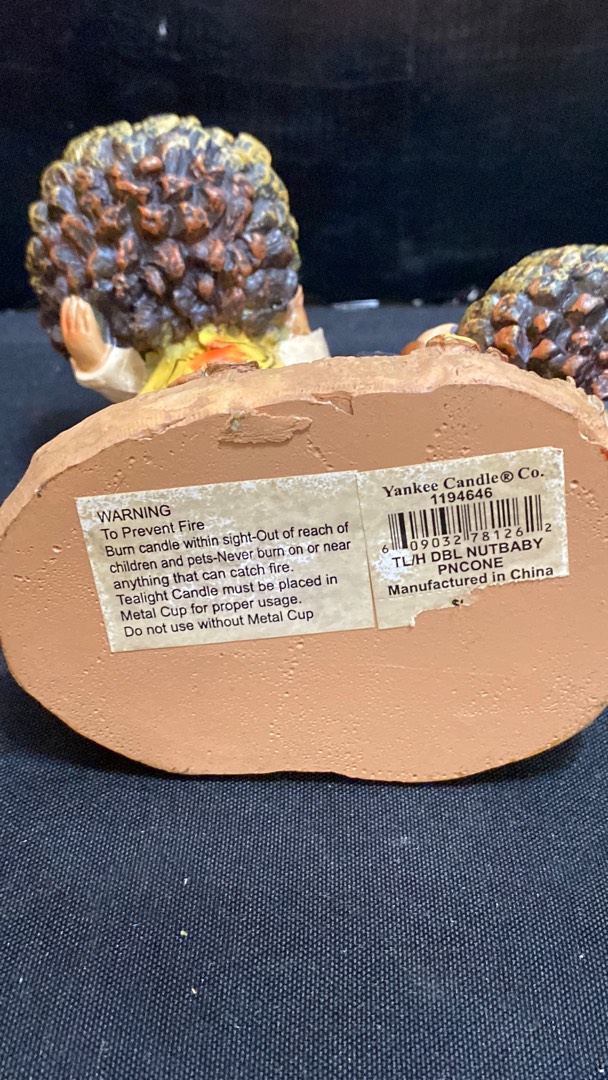 WARNING
To Prevent Fire
Burn candle within sight-Out of reach of
children and pets-Never burn on or near
anything that can catch fire.
Tealight Candle must be placed in
Metal Cup for proper usage.
Do not use without Metal Cup
Yankee Candle® Co.
1194646
6 09032 78126 2
TL/H DBL NUTBABY
PNCONE
Manufactured in China